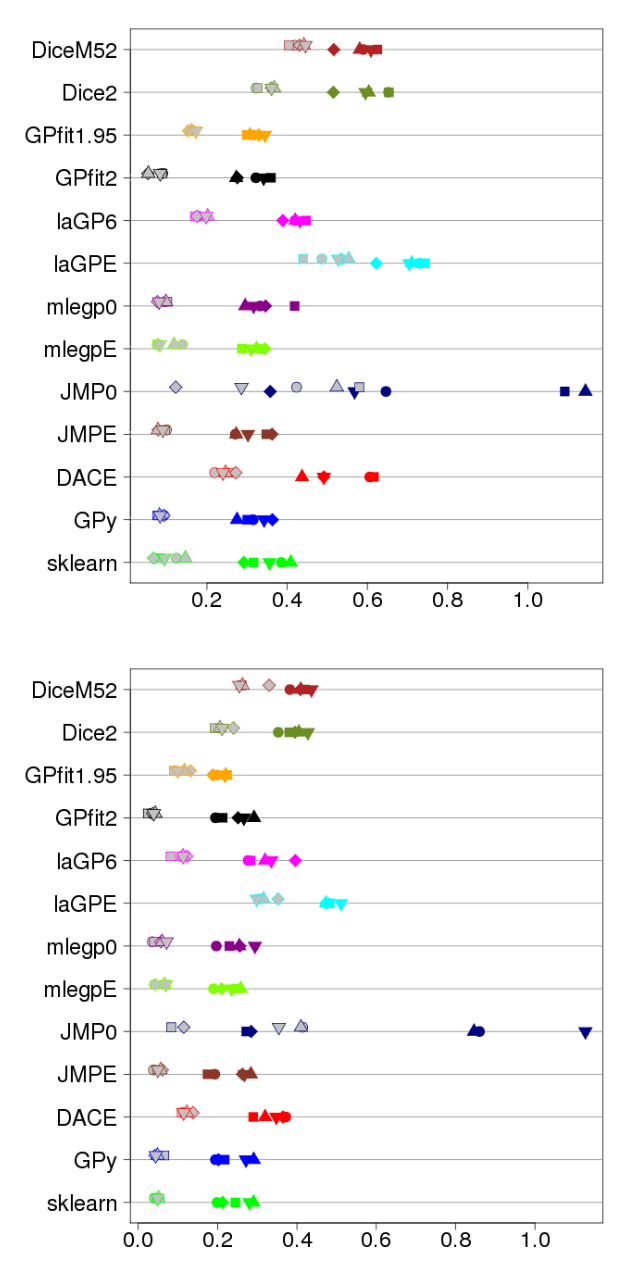 DiceM52
Dice2
GPfit1.95
GPfit2
laGP6
laGPE
mlegp0
mlegpE
JMP0
JMPE
DACE
GPy
sklearn
0.2 0.4 0.6 0.8 1.0
DiceM52
Dice2
GPfit1.95
GPfit2
laGP6
laGPE
mlegp0
mlegpE
JMP0
JMPE
DACE
GPy
sklearn
0.0 0.2 0.4 0.6 0.8 1.0